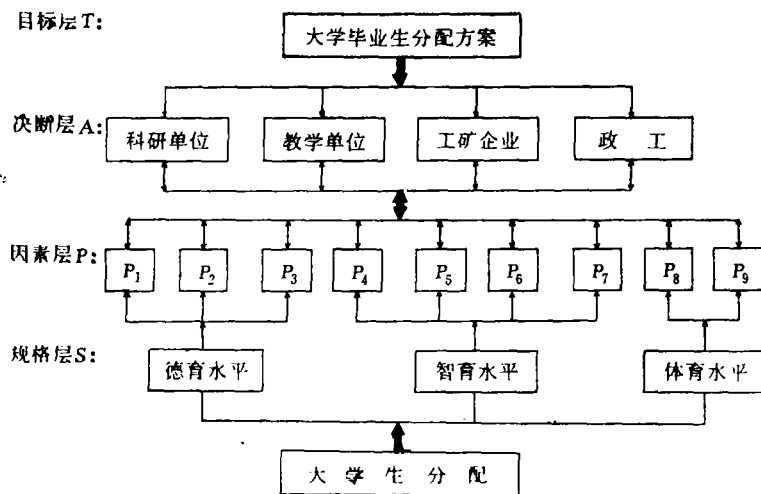 目标层T:
大学毕业生分配方案
决断层A:
科研单位 教学单位 工矿企业 政工
因素层P:
P₁ P₂ P₃ P₄ P₅ P₆ P₇ P₈ P₉
规格层S:
德育水平 智育水平 体育水平
大学生分配